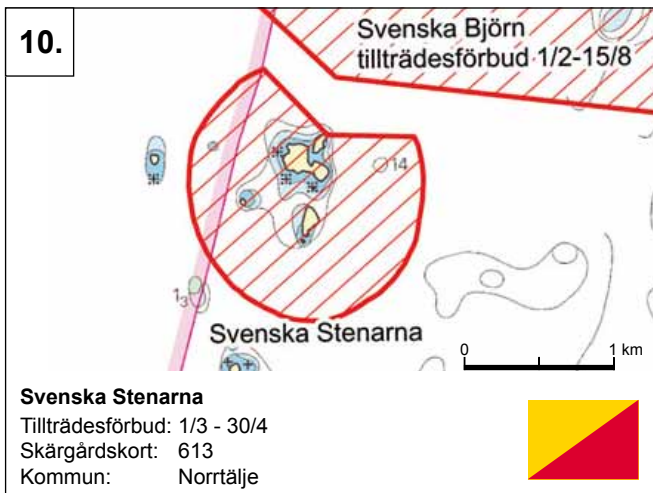 10.
Svenska Björn
tillträdesförbud 1/2-15/8
14
13
Svenska Stenarna
0 1 km
Svenska Stenarna
Tillträdesförbud: 1/3 - 30/4
Skärgårdskort: 613
Kommun: Norrtälje